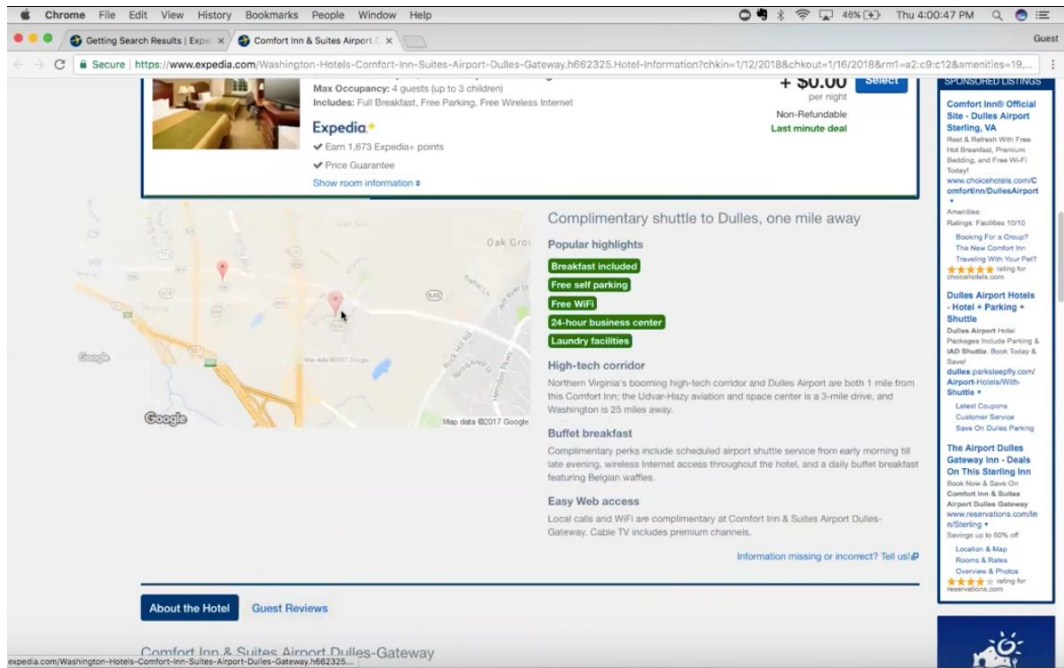 Chrome File Edit View History Bookmarks People Window Help
46% Thu 4:00:47 PM
Getting Search Results | Expe
Comfort Inn & Suites Airport D
Guest
Secure | https://www.expedia.com/Washington-Hotels-Comfort-Inn-Suites-Airport-Dulles-Gateway.h662325.Hotel-Information?chkin=1/12/2018&chkout=1/16/2018&rm1=a2:c9:c12&amenities=19,...
Max Occupancy: 4 guests (up to 3 children)
Includes: Full Breakfast, Free Parking, Free Wireless Internet
Expedia+
Earn 1,673 Expedia+ points
Price Guarantee
Show room information
+ $0.00
per night
Select
Non-Refundable
Last minute deal
Oak Grov
Google
Map data ©2017 Google
Google
Map data ©2017 Google
Complimentary shuttle to Dulles, one mile away
Popular highlights
Breakfast included
Free self parking
Free WiFi
24-hour business center
Laundry facilities
High-tech corridor
Northern Virginia's booming high-tech corridor and Dulles Airport are both 1 mile from
this Comfort Inn; the Udvar-Hazy aviation and space center is a 3-mile drive, and
Washington is 25 miles away.
Buffet breakfast
Complimentary perks include scheduled airport shuttle service from early morning till
late evening, wireless Internet access throughout the hotel, and a daily buffet breakfast
featuring Belgian waffles.
Easy Web access
Local calls and WiFi are complimentary at Comfort Inn & Suites Airport Dulles-
Gateway. Cable TV includes premium channels.
Information missing or incorrect? Tell us!
About the Hotel
Guest Reviews
Comfort Inn & Suites Airport Dulles-Gateway
expedia.com/Washington-Hotels-Comfort-Inn-Suites-Airport-Dulles-Gateway.h662325....
SPONSORED LISTINGS
Comfort Inn® Official
Site - Dulles Airport
Sterling, VA
Rest & Refresh With Free
Hot Breakfast, Premium
Bedding, and Free Wi-Fi
Today!
www.choicehotels.com/C
omfortInn/DullesAirport
Amenities:
Ratings: Facilities 10/10
Booking For a Group?
The New Comfort Inn
Traveling With Your Pet?
rating for
choicehotels.com
Dulles Airport Hotels
- Hotel + Parking +
Shuttle
Dulles Airport Hotel
Packages Include Parking &
IAD Shuttle. Book Today &
Save!
dulles.parksleepfly.com/
Airport-Hotels/With-
Shuttle
Latest Coupons
Customer Service
Save On Dulles Parking
The Airport Dulles
Gateway Inn - Deals
On This Sterling Inn
Book Now & Save On
Comfort Inn & Suites
Airport Dulles Gateway
www.reservations.com/In
n/Sterling
Savings up to 50% off
Location & Map
Rooms & Rates
Overview & Photos
rating for
reservations.com